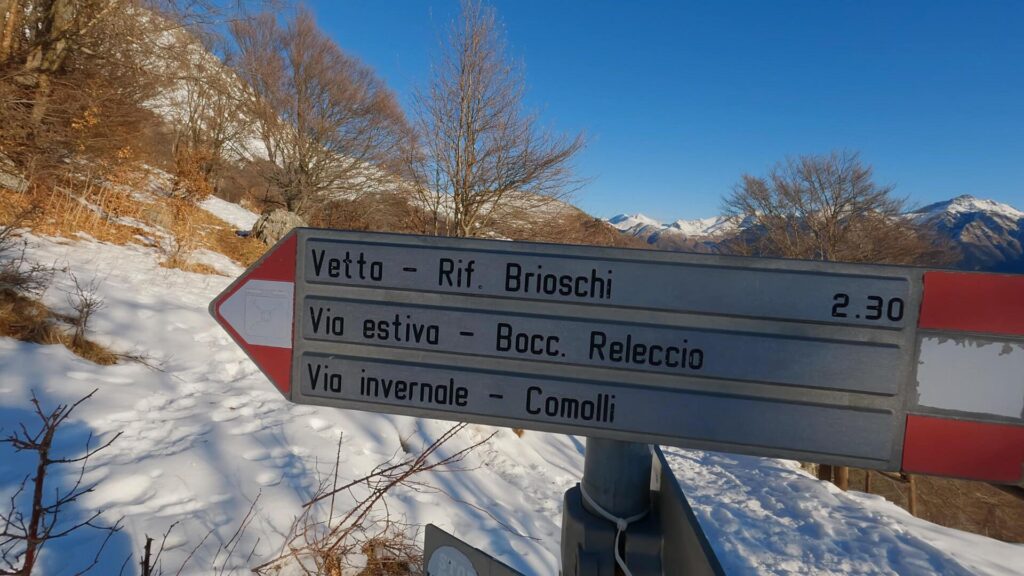 Vetta - Rif. Brioschi 2.30
Via estiva - Bocc. Releccio
Via invernale - Comolli